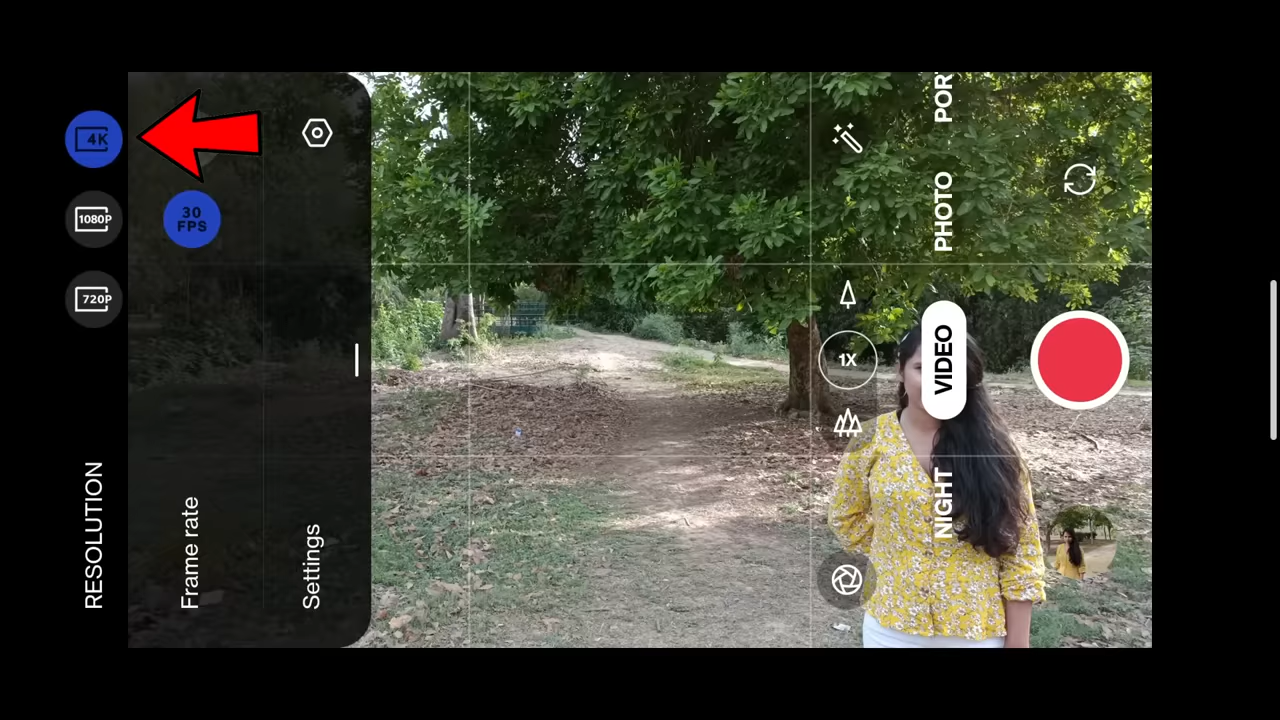 RESOLUTION
720P
1080P
4K
Frame rate
30
FPS
Settings
1X
NIGHT
VIDEO
PHOTO
POR